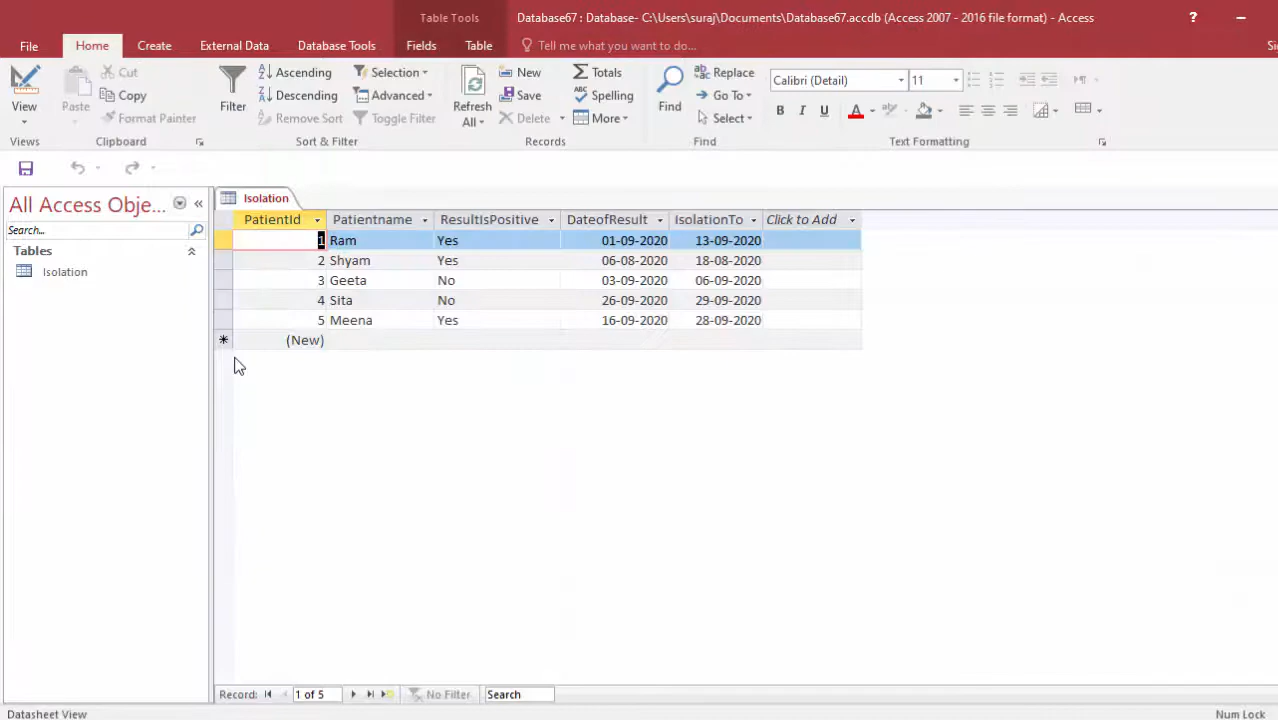 Table Tools
Database67 : Database- C:\Users\suraj\Documents\Database67.accdb (Access 2007 - 2016 file format) - Access
?
File Home Create External Data Database Tools Fields Table Tell me what you want to do...
View
Paste
Cut
Copy
Format Painter
Filter
Ascending
Descending
Remove Sort
Selection
Advanced
Toggle Filter
Refresh
All
New
Save
Delete
Totals
Spelling
More
Find
Replace
Go To
Select
Calibri (Detail) 11
B I U A
Views Clipboard Sort & Filter Records Find Text Formatting
All Access Obje...
Search...
Tables
Isolation
Isolation
PatientId Patientname ResultIsPositive DateofResult IsolationTo Click to Add
1 Ram Yes 01-09-2020 13-09-2020
2 Shyam Yes 06-08-2020 18-08-2020
3 Geeta No 03-09-2020 06-09-2020
4 Sita No 26-09-2020 29-09-2020
5 Meena Yes 16-09-2020 28-09-2020
(New)
Record: 1 of 5 No Filter Search
Datasheet View Num Lock